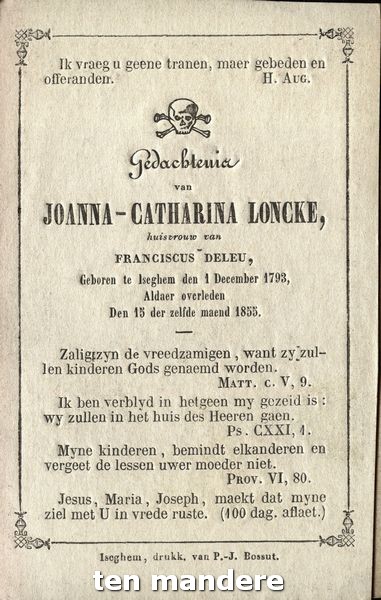 Ik vraeg u geene tranen, maer gebeden en
offeranden. H. Aug.
Gedachtenis
van
JOANNA-CATHARINA LONCKE,
huisvrouw van
FRANCISCUS DELEU,
Geboren te Iseghem den 1 December 1793,
Aldaer overleden
Den 15 der zelfde maend 1855.
Zaligtzyn de vreedzamigen, want zy zul-
len kinderen Gods genaemd worden.
Matt. c. V, 9.
Ik ben verblyd in hetgeen my gezeid is :
wy zullen in het huis des Heeren gaen.
Ps. CXXI, 1.
Myne kinderen, bemindt elkanderen en
vergeet de lessen uwer moeder niet.
Prov. VI, 80.
Jesus, Maria, Joseph, maekt dat myne
ziel met U in vrede ruste. (100 dag. aflaet.)
Iseghem, drukk. van P.-J. Bossut.
ten mandere